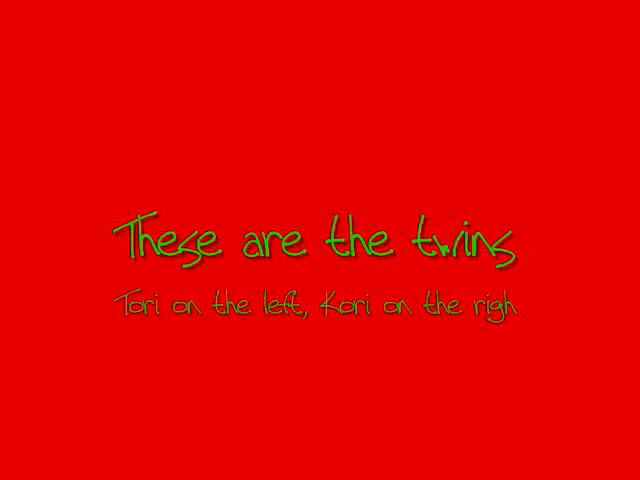 These are the twins
Tori on the left, Kori on the righ